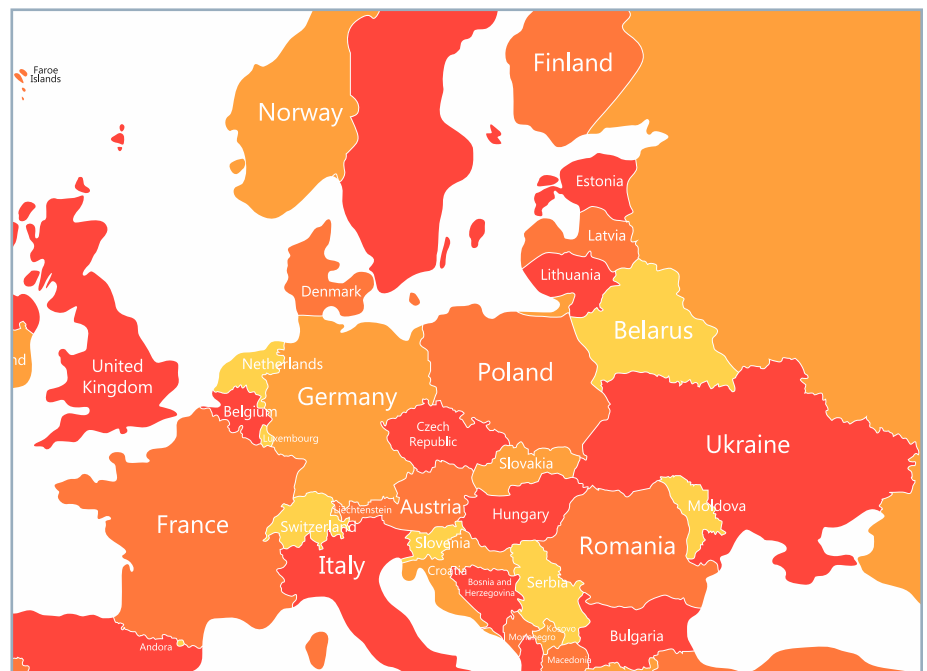 Faroe
Islands
Finland
Norway
Estonia
Latvia
Lithuania
Denmark
Belarus
nd
United
Kingdom
Netherlands
Poland
Germany
Belgium
Czech
Republic
Luxembourg
Ukraine
Slovakia
Liechtenstein
Austria
Moldova
Hungary
France
Switzerland
Slovenia
Romania
Italy
Croatia
Bosnia and
Herzegovina
Serbia
Kosovo
Montenegro
Bulgaria
Andora
Macedonia